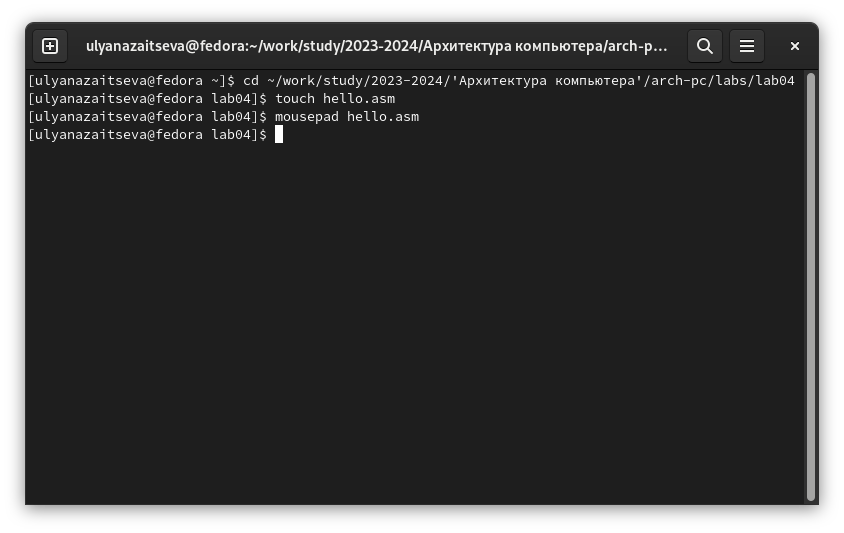 ulyanazaitseva@fedora:~/work/study/2023-2024/Архитектура компьютера/arch-p...
[ulyanazaitseva@fedora ~]$ cd ~/work/study/2023-2024/'Архитектура компьютера'/arch-pc/labs/lab04
[ulyanazaitseva@fedora lab04]$ touch hello.asm
[ulyanazaitseva@fedora lab04]$ mousepad hello.asm
[ulyanazaitseva@fedora lab04]$